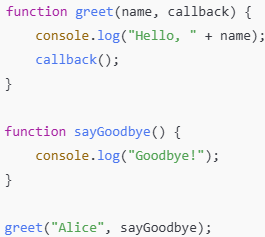 function greet(name, callback) {
    console.log("Hello, " + name);
    callback();
}

function sayGoodbye() {
    console.log("Goodbye!");
}

greet("Alice", sayGoodbye);